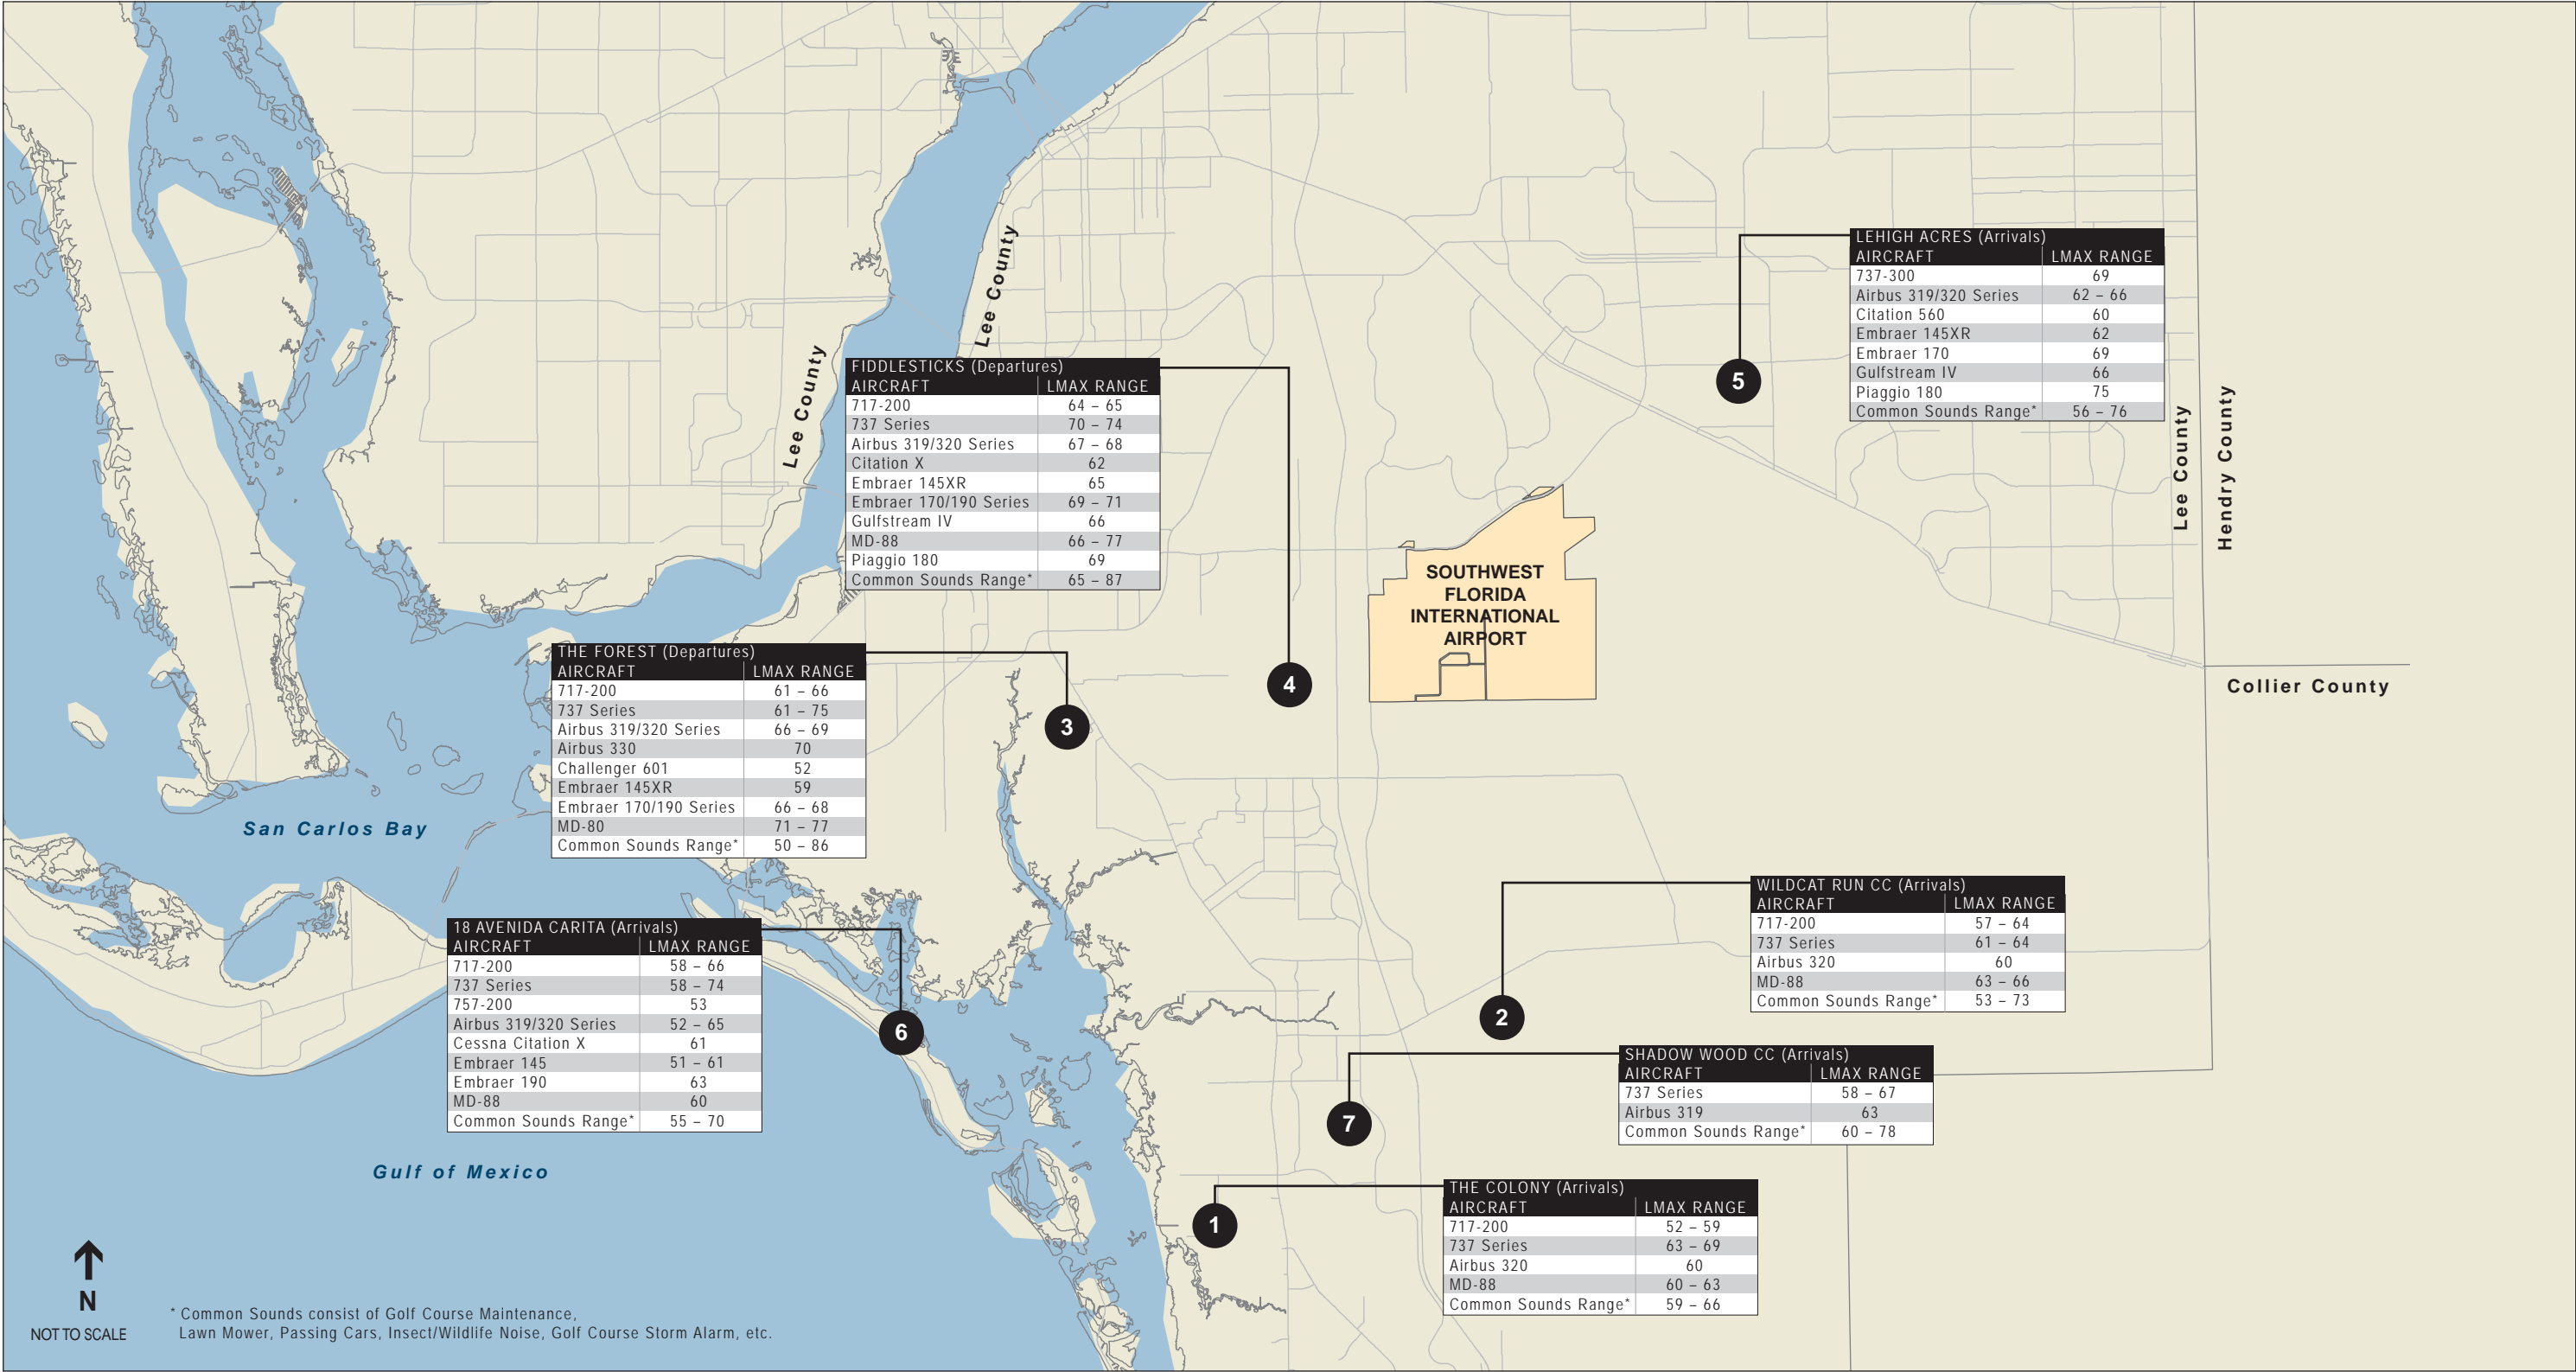 Lee County
Lee County
LEHIGH ACRES (Arrivals)
AIRCRAFT LMAX RANGE
737-300 69
Airbus 319/320 Series 62 – 66
Citation 560 60
Embraer 145XR 62
Embraer 170 69
Gulfstream IV 66
Piaggio 180 75
Common Sounds Range* 56 – 76
5
Lee County
Hendry County
FIDDLESTICKS (Departures)
AIRCRAFT LMAX RANGE
717-200 64 – 65
737 Series 70 – 74
Airbus 319/320 Series 67 – 68
Citation X 62
Embraer 145XR 65
Embraer 170/190 Series 69 – 71
Gulfstream IV 66
MD-88 66 – 77
Piaggio 180 69
Common Sounds Range* 65 – 87
4
SOUTHWEST
FLORIDA
INTERNATIONAL
AIRPORT
Collier County
THE FOREST (Departures)
AIRCRAFT LMAX RANGE
717-200 61 – 66
737 Series 61 – 75
Airbus 319/320 Series 66 – 69
Airbus 330 70
Challenger 601 52
Embraer 145XR 59
Embraer 170/190 Series 66 – 68
MD-80 71 – 77
Common Sounds Range* 50 – 86
3
San Carlos Bay
18 AVENIDA CARITA (Arrivals)
AIRCRAFT LMAX RANGE
717-200 58 – 66
737 Series 58 – 74
757-200 53
Airbus 319/320 Series 52 – 65
Cessna Citation X 61
Embraer 145 51 – 61
Embraer 190 63
MD-88 60
Common Sounds Range* 55 – 70
6
WILDCAT RUN CC (Arrivals)
AIRCRAFT LMAX RANGE
717-200 57 – 64
737 Series 61 – 64
Airbus 320 60
MD-88 63 – 66
Common Sounds Range* 53 – 73
2
SHADOW WOOD CC (Arrivals)
AIRCRAFT LMAX RANGE
737 Series 58 – 67
Airbus 319 63
Common Sounds Range* 60 – 78
7
Gulf of Mexico
THE COLONY (Arrivals)
AIRCRAFT LMAX RANGE
717-200 52 – 59
737 Series 63 – 69
Airbus 320 60
MD-88 60 – 63
Common Sounds Range* 59 – 66
1
N
NOT TO SCALE
* Common Sounds consist of Golf Course Maintenance,
Lawn Mower, Passing Cars, Insect/Wildlife Noise, Golf Course Storm Alarm, etc.